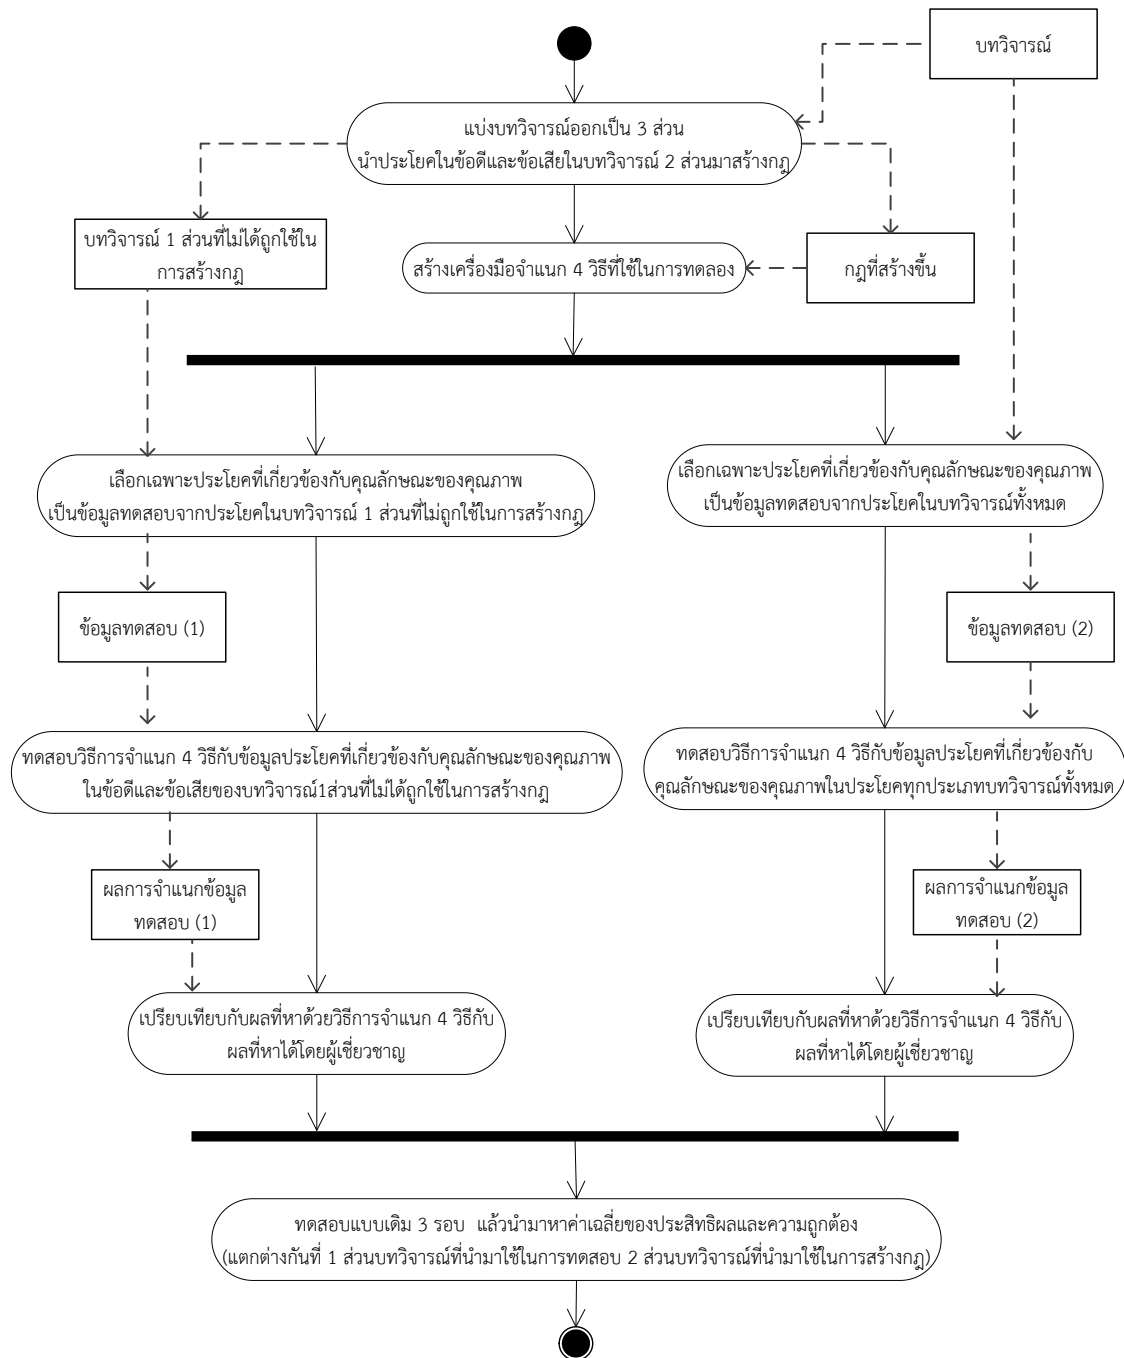 บทวิจารณ์
แบ่งบทวิจารณ์ออกเป็น 3 ส่วน
นำประโยคในข้อดีและข้อเสียในบทวิจารณ์ 2 ส่วนมาสร้างกฎ
บทวิจารณ์ 1 ส่วนที่ไม่ได้ถูกใช้ใน
การสร้างกฎ
สร้างเครื่องมือจำแนก 4 วิธีที่ใช้ในการทดลอง
กฎที่สร้างขึ้น
เลือกเฉพาะประโยคที่เกี่ยวข้องกับคุณลักษณะของคุณภาพ
เป็นข้อมูลทดสอบจากประโยคในบทวิจารณ์ 1 ส่วนที่ไม่ถูกใช้ในการสร้างกฎ
เลือกเฉพาะประโยคที่เกี่ยวข้องกับคุณลักษณะของคุณภาพ
เป็นข้อมูลทดสอบจากประโยคในบทวิจารณ์ทั้งหมด
ข้อมูลทดสอบ (1)
ข้อมูลทดสอบ (2)
ทดสอบวิธีการจำแนก 4 วิธีกับข้อมูลประโยคที่เกี่ยวข้องกับคุณลักษณะของคุณภาพ
ในข้อดีและข้อเสียของบทวิจารณ์1ส่วนที่ไม่ได้ถูกใช้ในการสร้างกฎ
ทดสอบวิธีการจำแนก 4 วิธีกับข้อมูลประโยคที่เกี่ยวข้องกับ
คุณลักษณะของคุณภาพในประโยคทุกประเภทบทวิจารณ์ทั้งหมด
ผลการจำแนกข้อมูล
ทดสอบ (1)
ผลการจำแนกข้อมูล
ทดสอบ (2)
เปรียบเทียบกับผลที่หาด้วยวิธีการจำแนก 4 วิธีกับ
ผลที่หาได้โดยผู้เชี่ยวชาญ
เปรียบเทียบกับผลที่หาด้วยวิธีการจำแนก 4 วิธีกับ
ผลที่หาได้โดยผู้เชี่ยวชาญ
ทดสอบแบบเดิม 3 รอบ แล้วนำมาหาค่าเฉลี่ยของประสิทธิผลและความถูกต้อง
(แตกต่างกันที่ 1 ส่วนบทวิจารณ์ที่นำมาใช้ในการทดสอบ 2 ส่วนบทวิจารณ์ที่นำมาใช้ในการสร้างกฎ)